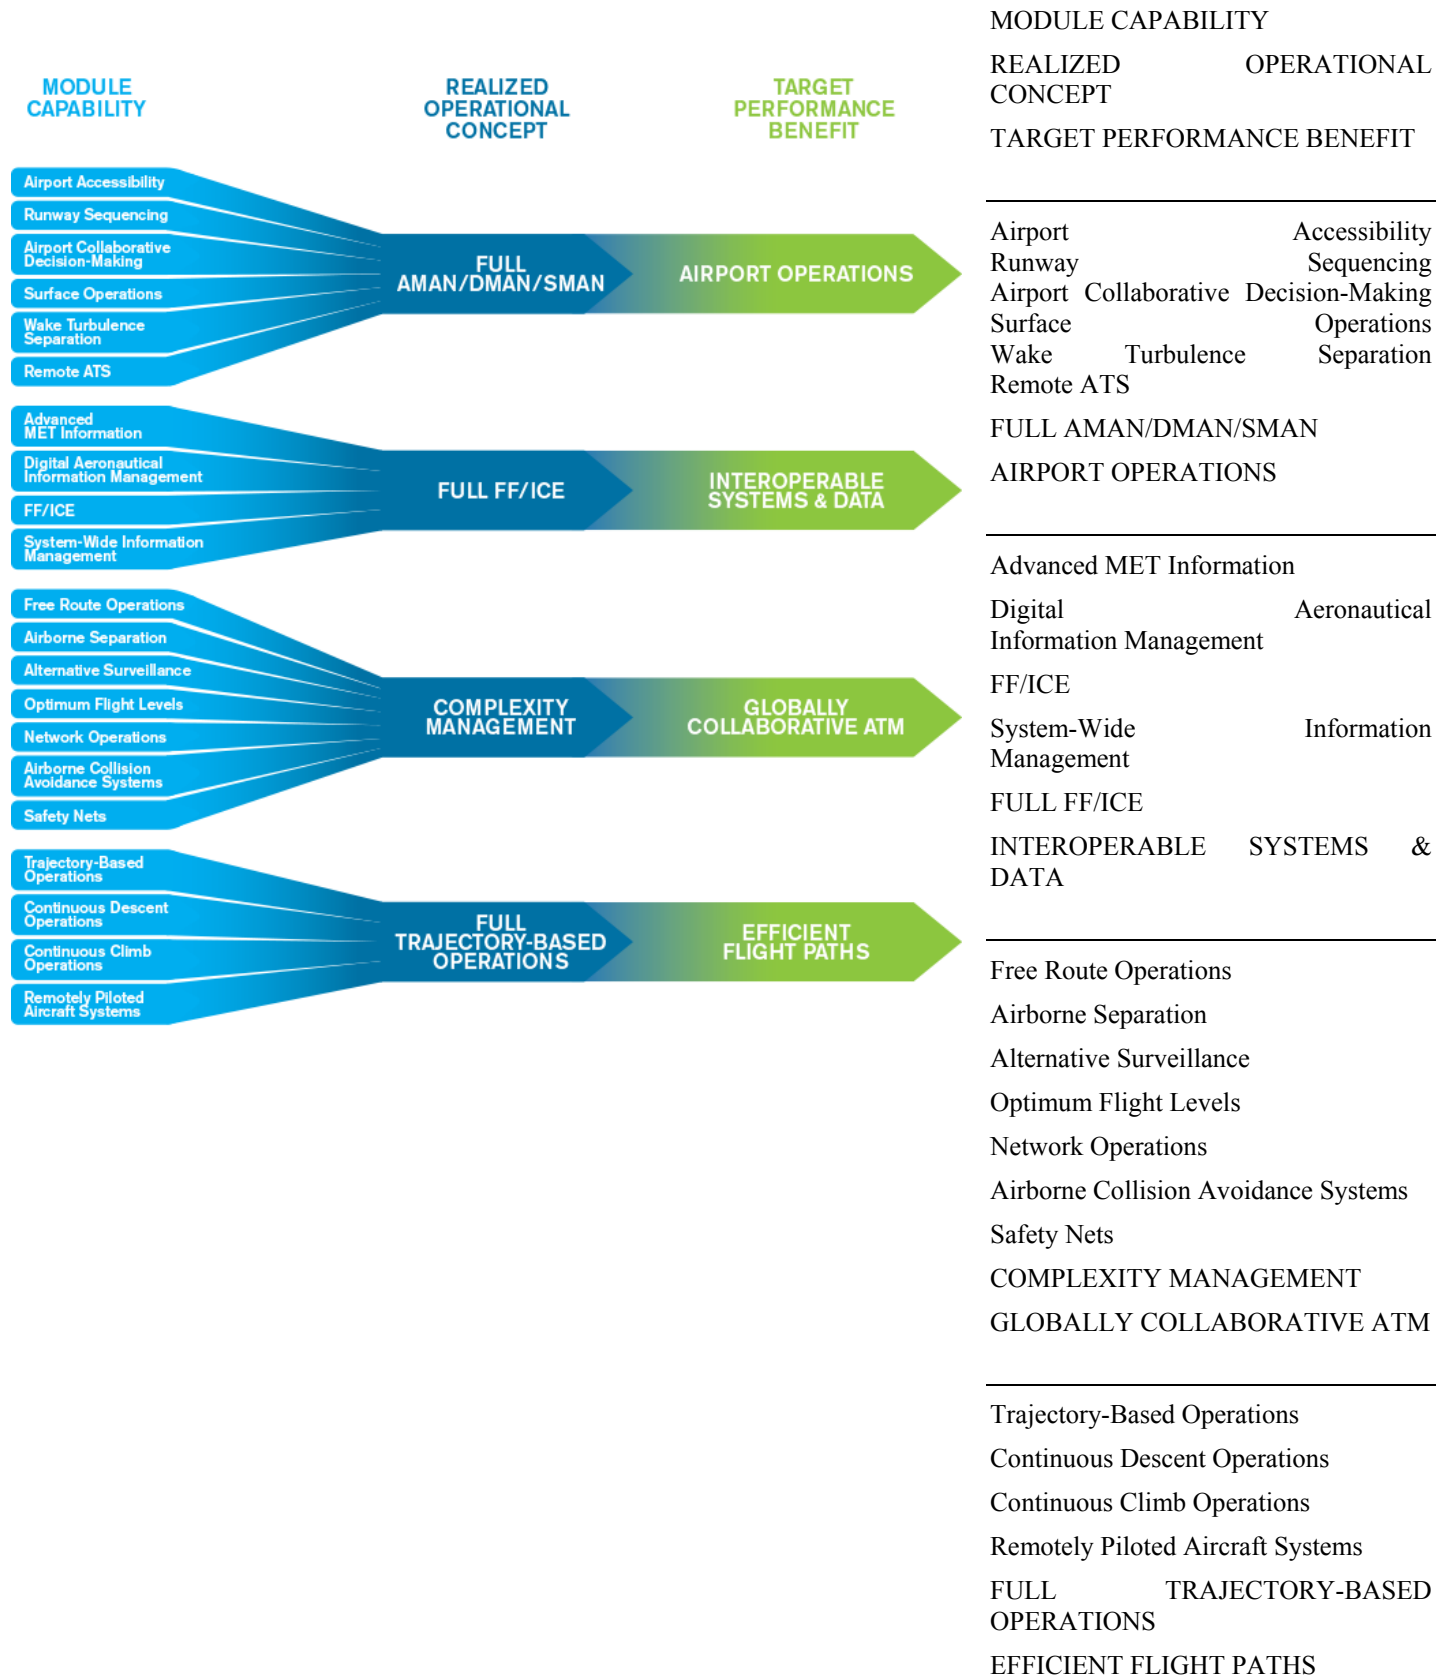 MODULE
CAPABILITY
REALIZED
OPERATIONAL
CONCEPT
TARGET
PERFORMANCE
BENEFIT
Airport Accessibility
Runway Sequencing
Airport Collaborative
Decision-Making
Surface Operations
Wake Turbulence
Separation
Remote ATS
FULL
AMAN/DMAN/SMAN
AIRPORT OPERATIONS
Advanced
MET Information
Digital Aeronautical
Information Management
FF/ICE
System-Wide Information
Management
FULL FF/ICE
INTEROPERABLE
SYSTEMS & DATA
Free Route Operations
Airborne Separation
Alternative Surveillance
Optimum Flight Levels
Network Operations
Airborne Collision
Avoidance Systems
Safety Nets
COMPLEXITY
MANAGEMENT
GLOBALLY
COLLABORATIVE ATM
Trajectory-Based
Operations
Continuous Descent
Operations
Continuous Climb
Operations
Remotely Piloted
Aircraft Systems
FULL
TRAJECTORY-BASED
OPERATIONS
EFFICIENT
FLIGHT PATHS
MODULE CAPABILITY
REALIZED OPERATIONAL
CONCEPT
TARGET PERFORMANCE BENEFIT
Airport Accessibility
Runway Sequencing
Airport Collaborative Decision-Making
Surface Operations
Wake Turbulence Separation
Remote ATS
FULL AMAN/DMAN/SMAN
AIRPORT OPERATIONS
Advanced MET Information
Digital Aeronautical
Information Management
FF/ICE
System-Wide Information
Management
FULL FF/ICE
INTEROPERABLE SYSTEMS &
DATA
Free Route Operations
Airborne Separation
Alternative Surveillance
Optimum Flight Levels
Network Operations
Airborne Collision Avoidance Systems
Safety Nets
COMPLEXITY MANAGEMENT
GLOBALLY COLLABORATIVE ATM
Trajectory-Based Operations
Continuous Descent Operations
Continuous Climb Operations
Remotely Piloted Aircraft Systems
FULL TRAJECTORY-BASED
OPERATIONS
EFFICIENT FLIGHT PATHS